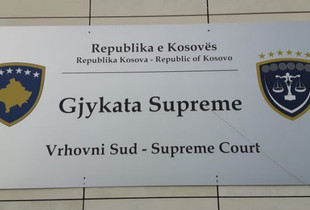 Republika e Kosovës
Republika Kosova - Republic of Kosovo
Gjykata Supreme
Vrhovni Sud - Supreme Court